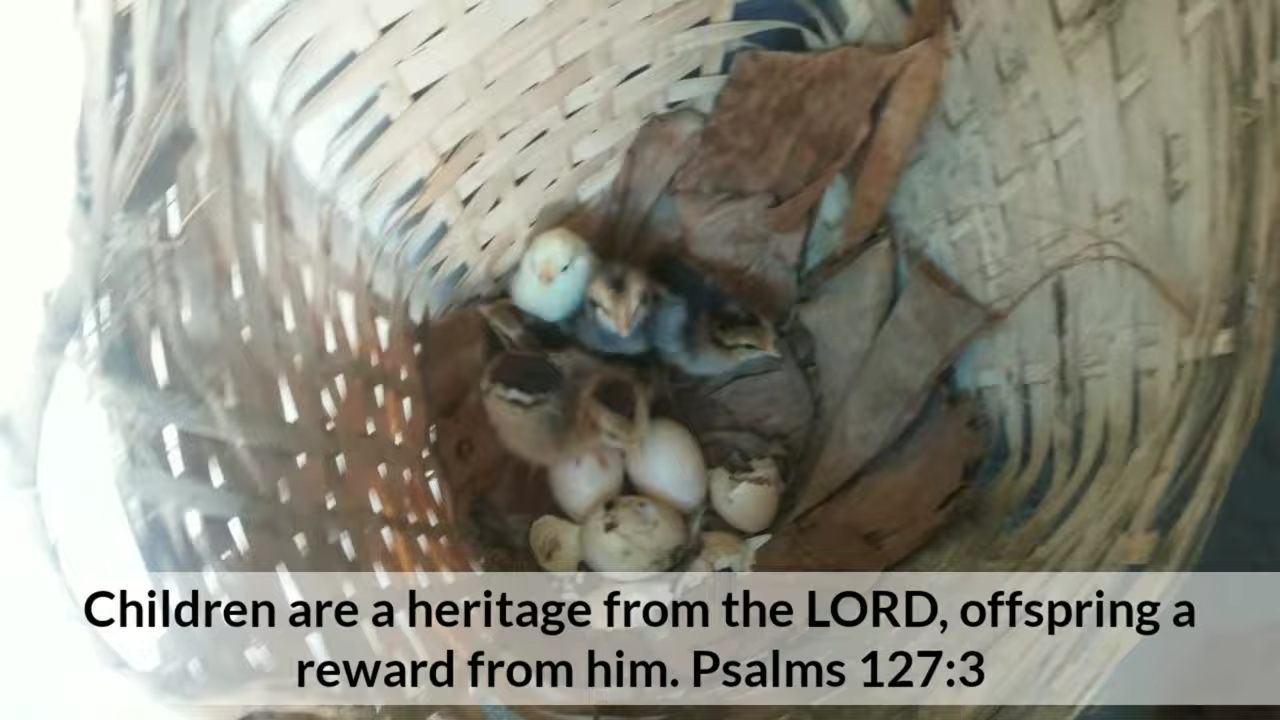 Children are a heritage from the LORD, offspring a
reward from him. Psalms 127:3